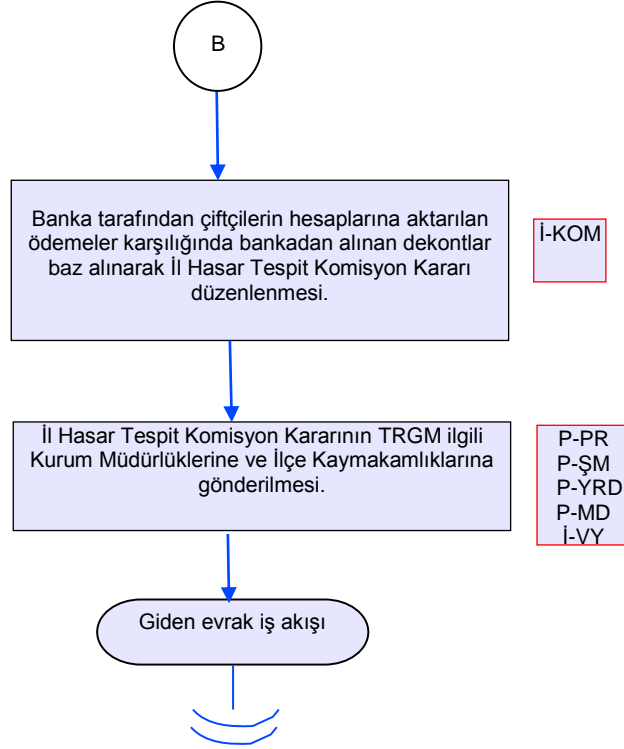 B
Banka tarafından çiftçilerin hesaplarına aktarılan
ödemeler karşılığında bankadan alınan dekontlar
baz alınarak İl Hasar Tespit Komisyon Kararı
düzenlenmesi.
İ-KOM
İl Hasar Tespit Komisyon Kararının TRGM ilgili
Kurum Müdürlüklerine ve İlçe Kaymakamlıklarına
gönderilmesi.
P-PR
P-ŞM
P-YRD
P-MD
İ-VY
Giden evrak iş akışı